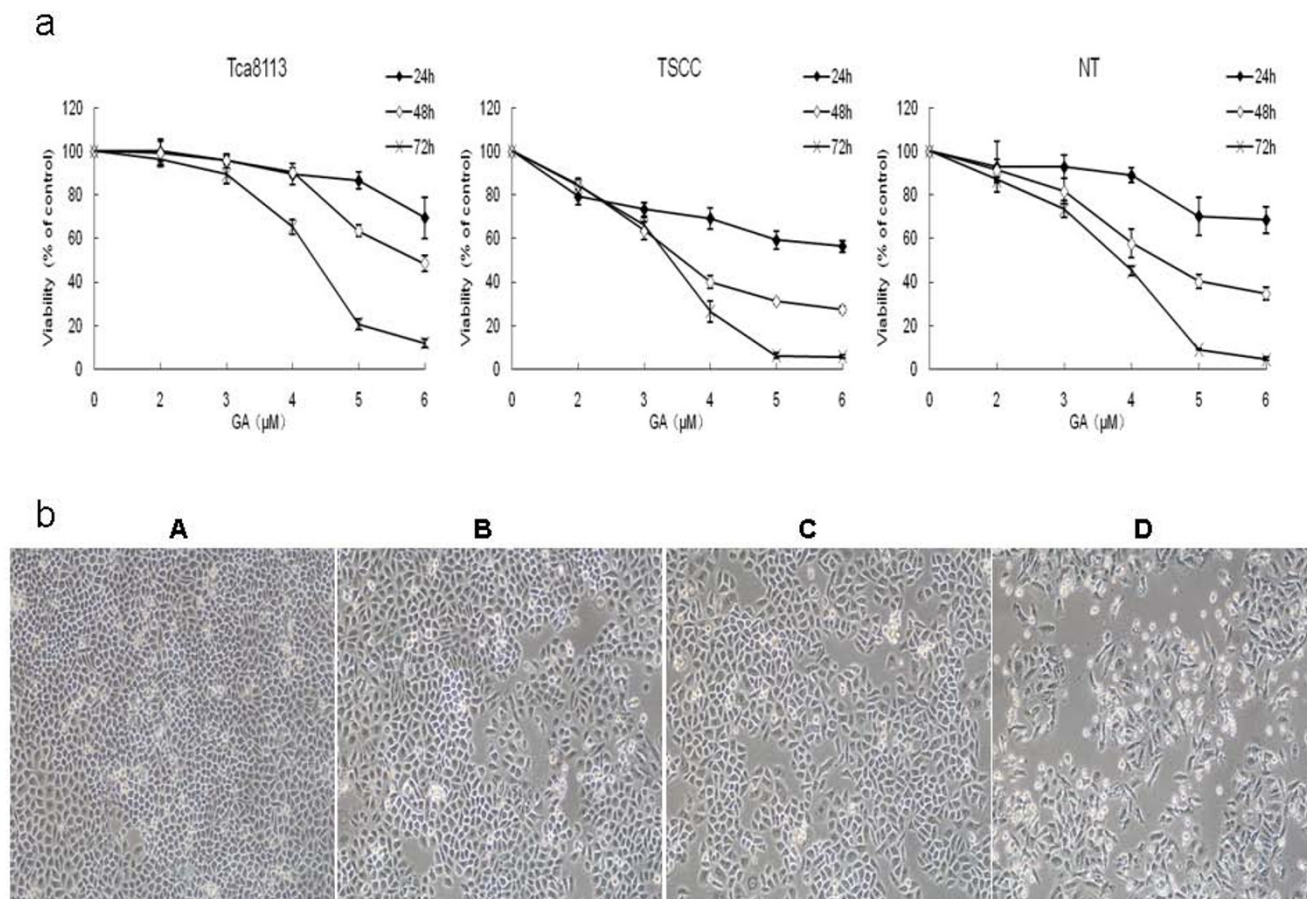 a
Tca8113
24h
48h
72h
120
100
80
60
40
20
0
Viability (% of control)
0 2 3 4 5 6
GA (μM)
TSCC
24h
48h
72h
120
100
80
60
40
20
0
Viability (% of control)
0 2 3 4 5 6
GA (μM)
NT
24h
48h
72h
120
100
80
60
40
20
0
Viability (% of control)
0 2 3 4 5 6
GA (μM)
b
A B C D